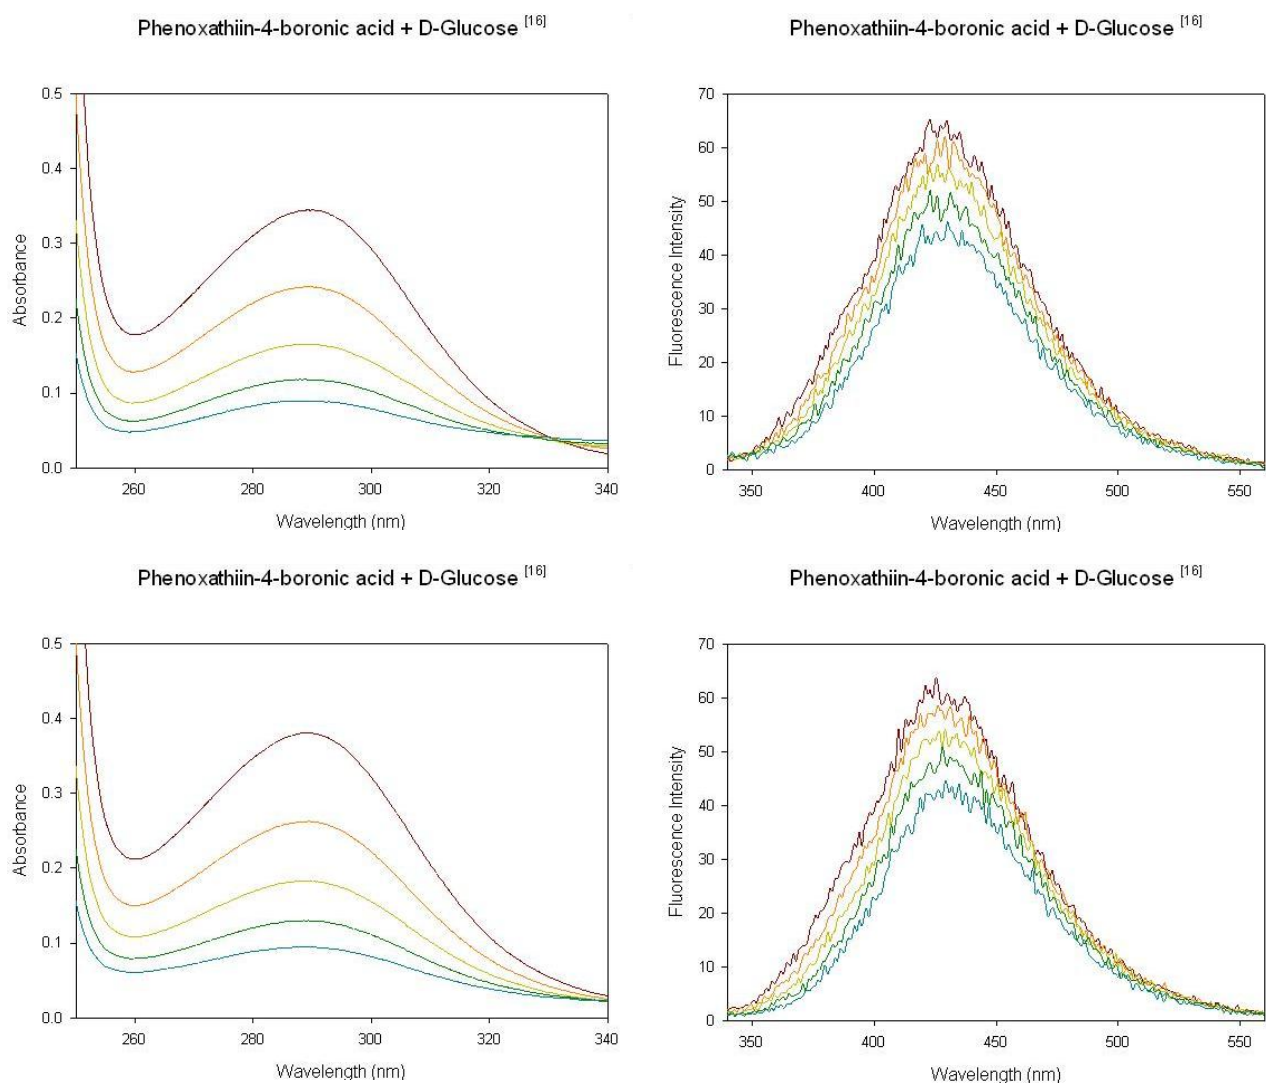 Phenoxathiin-4-boronic acid + D-Glucose [16]
0.5
0.4
0.3
0.2
0.1
0.0
Absorbance
260 280 300 320 340
Wavelength (nm)
Phenoxathiin-4-boronic acid + D-Glucose [16]
70
60
50
40
30
20
10
0
Fluorescence Intensity
350 400 450 500 550
Wavelength (nm)
Phenoxathiin-4-boronic acid + D-Glucose [16]
0.5
0.4
0.3
0.2
0.1
0.0
Absorbance
260 280 300 320 340
Wavelength (nm)
Phenoxathiin-4-boronic acid + D-Glucose [16]
70
60
50
40
30
20
10
0
Fluorescence Intensity
350 400 450 500 550
Wavelength (nm)